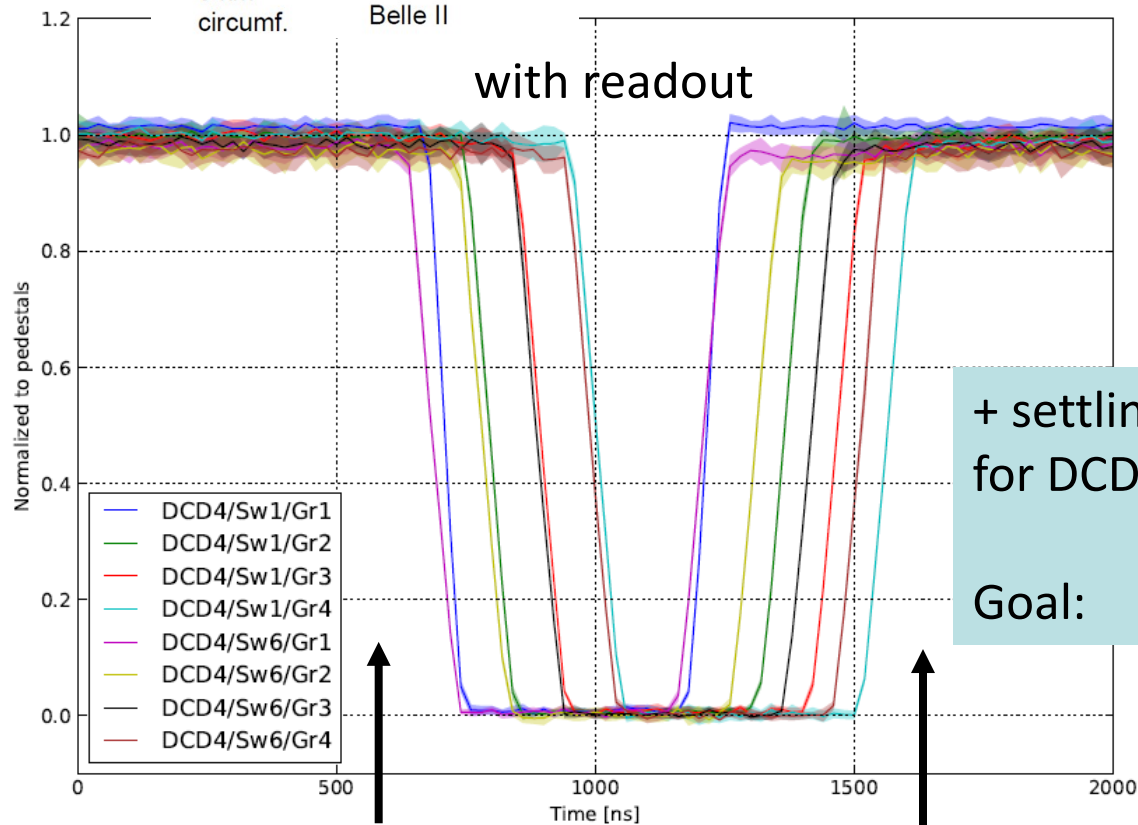 circumf.
Belle II
with readout
1.2
1.0
0.8
0.6
0.4
0.2
0.0
Normalized to pedestals
DCD4/Sw1/Gr1
DCD4/Sw1/Gr2
DCD4/Sw1/Gr3
DCD4/Sw1/Gr4
DCD4/Sw6/Gr1
DCD4/Sw6/Gr2
DCD4/Sw6/Gr3
DCD4/Sw6/Gr4
+ settlin
for DCD
Goal:
0
500
1000
1500
2000
Time [ns]